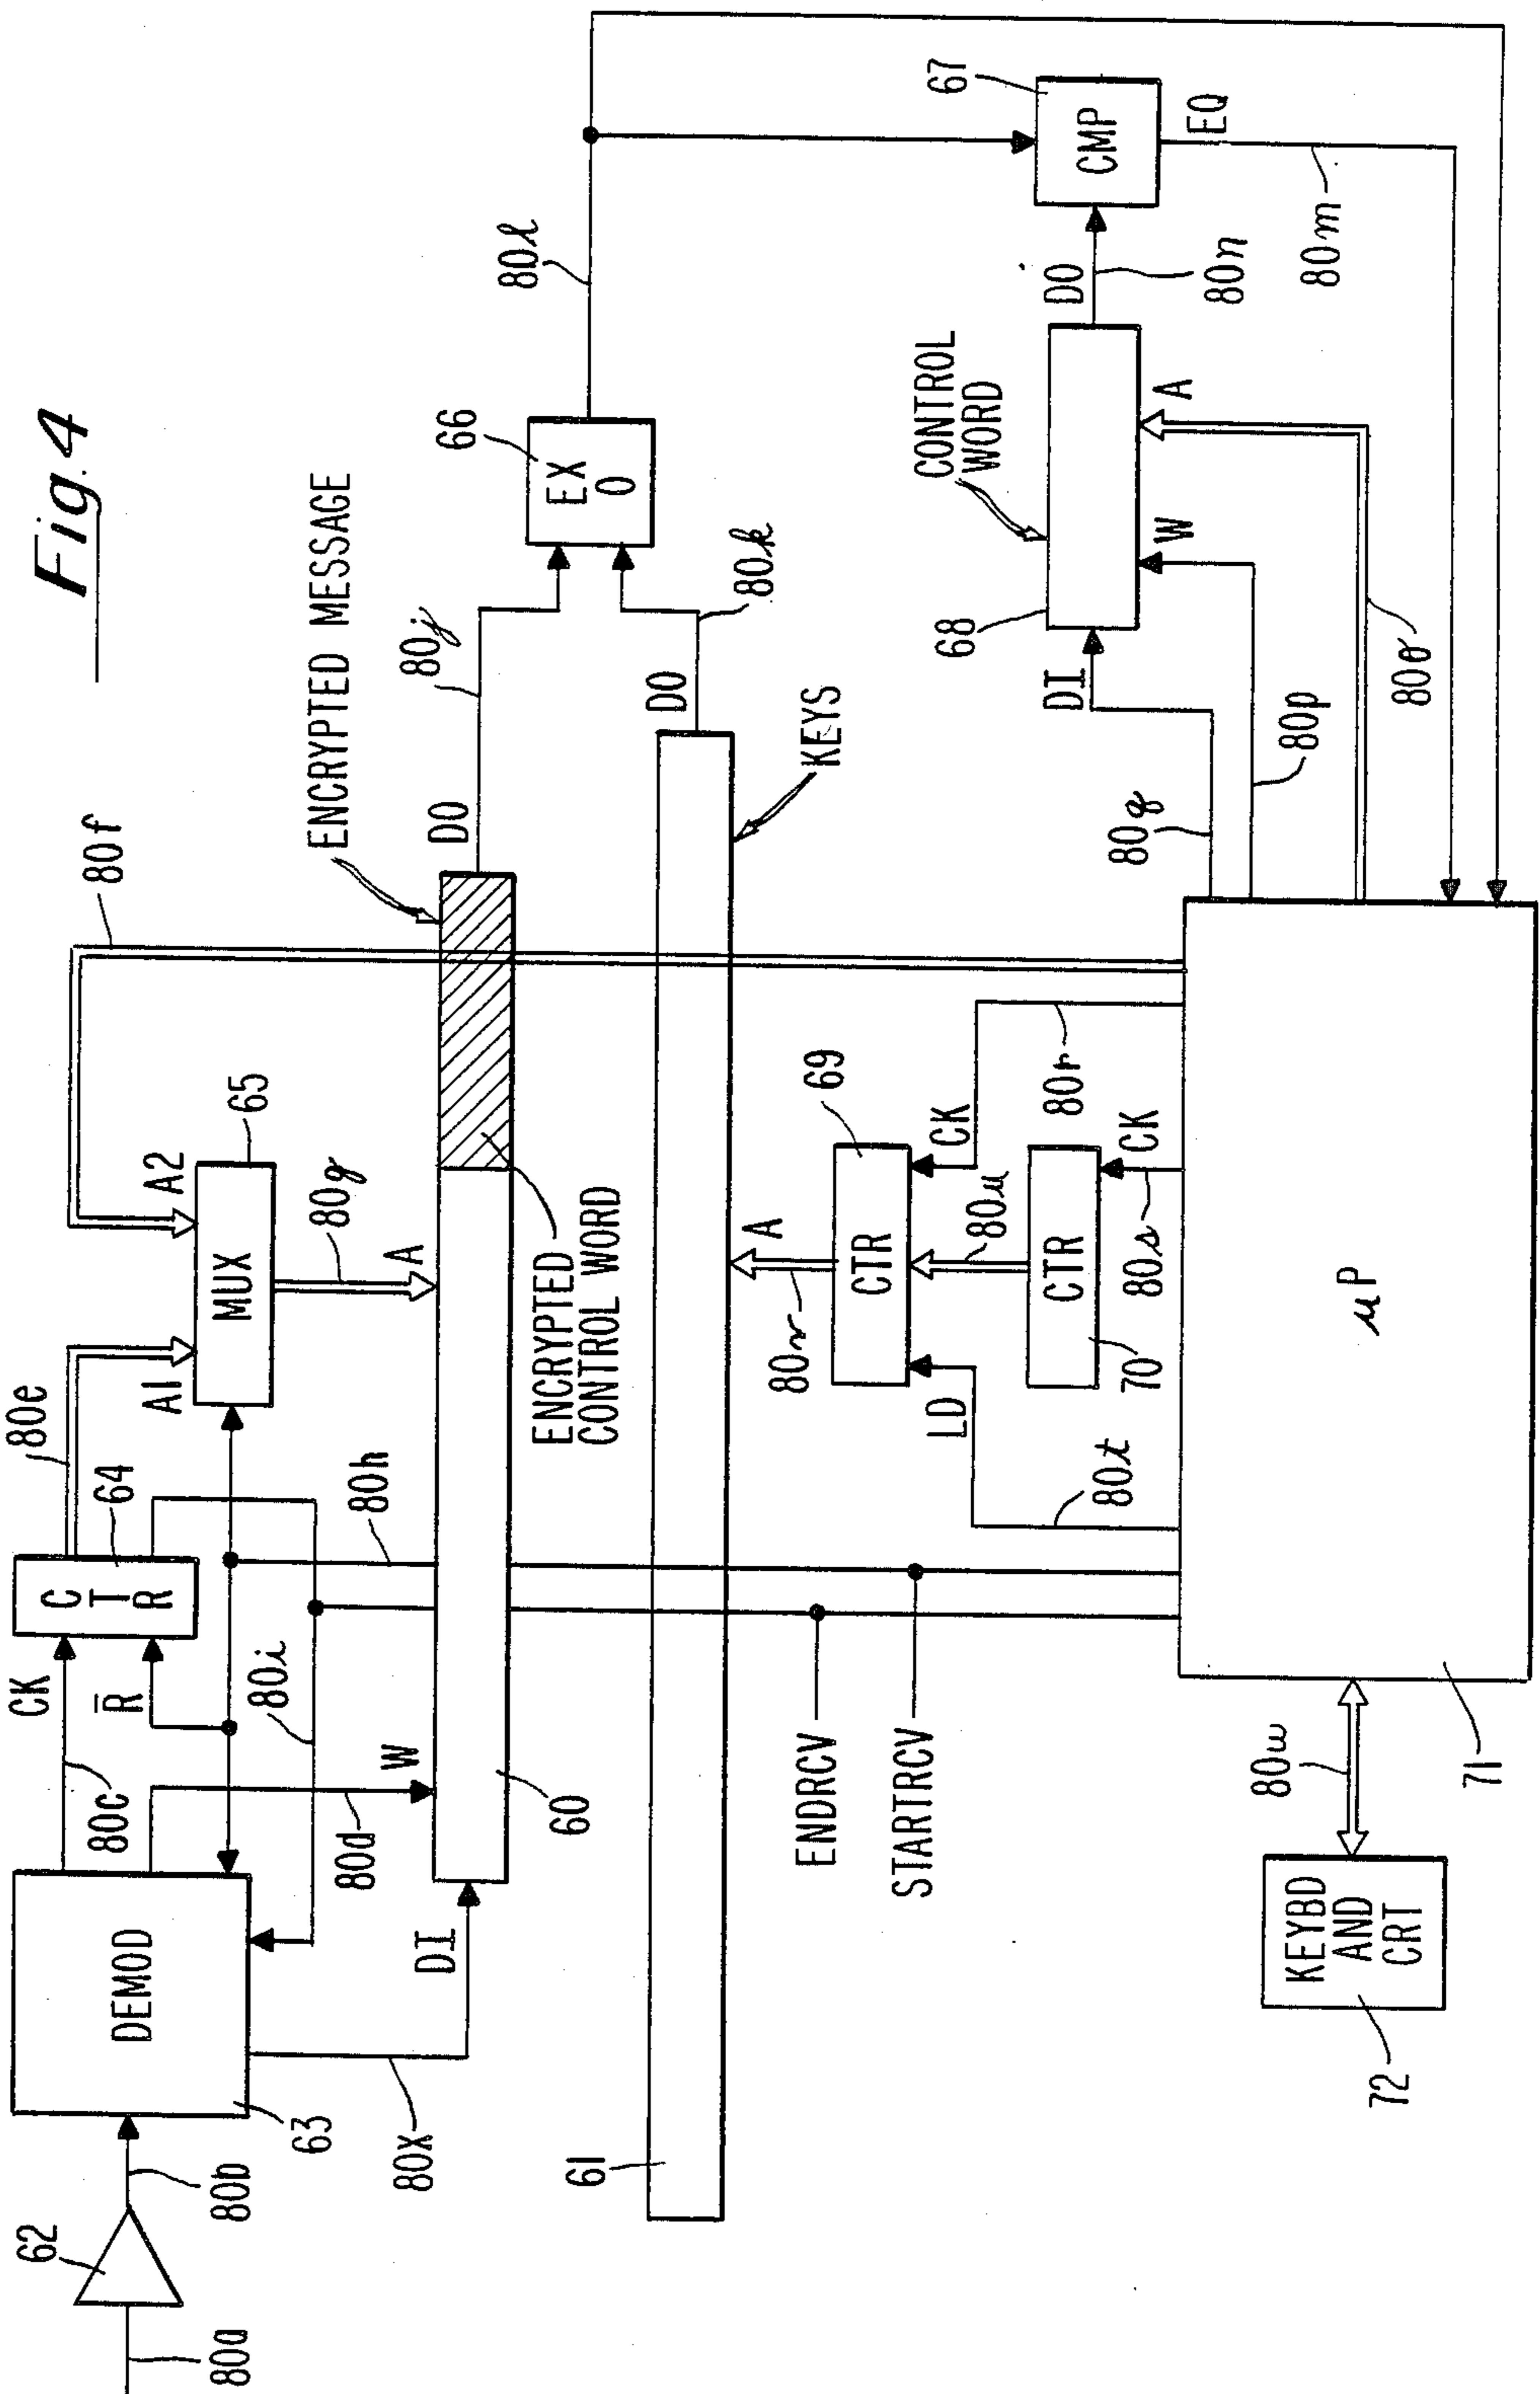 Fig. 4
80a
62
80b
DEMOD
63
80x
80c
CK
R̅
80d
W
80i
DI
C
T
R
64
80e
A1
A2
MUX
65
80f
80g
A
80h
60
ENCRYPTED MESSAGE
ENCRYPTED
CONTROL WORD
DO
80j
61
KEYS
DO
80k
EX
O
66
80l
67
CMP
EQ
80m
80n
DO
CONTROL
WORD
68
DI
W
A
80q
80p
80o
ENDRCV
STARTRCV
80v
A
CTR
69
LD
CK
80u
80r
CTR
70
CK
80s
80t
μP
71
80w
KEYBD
AND
CRT
72